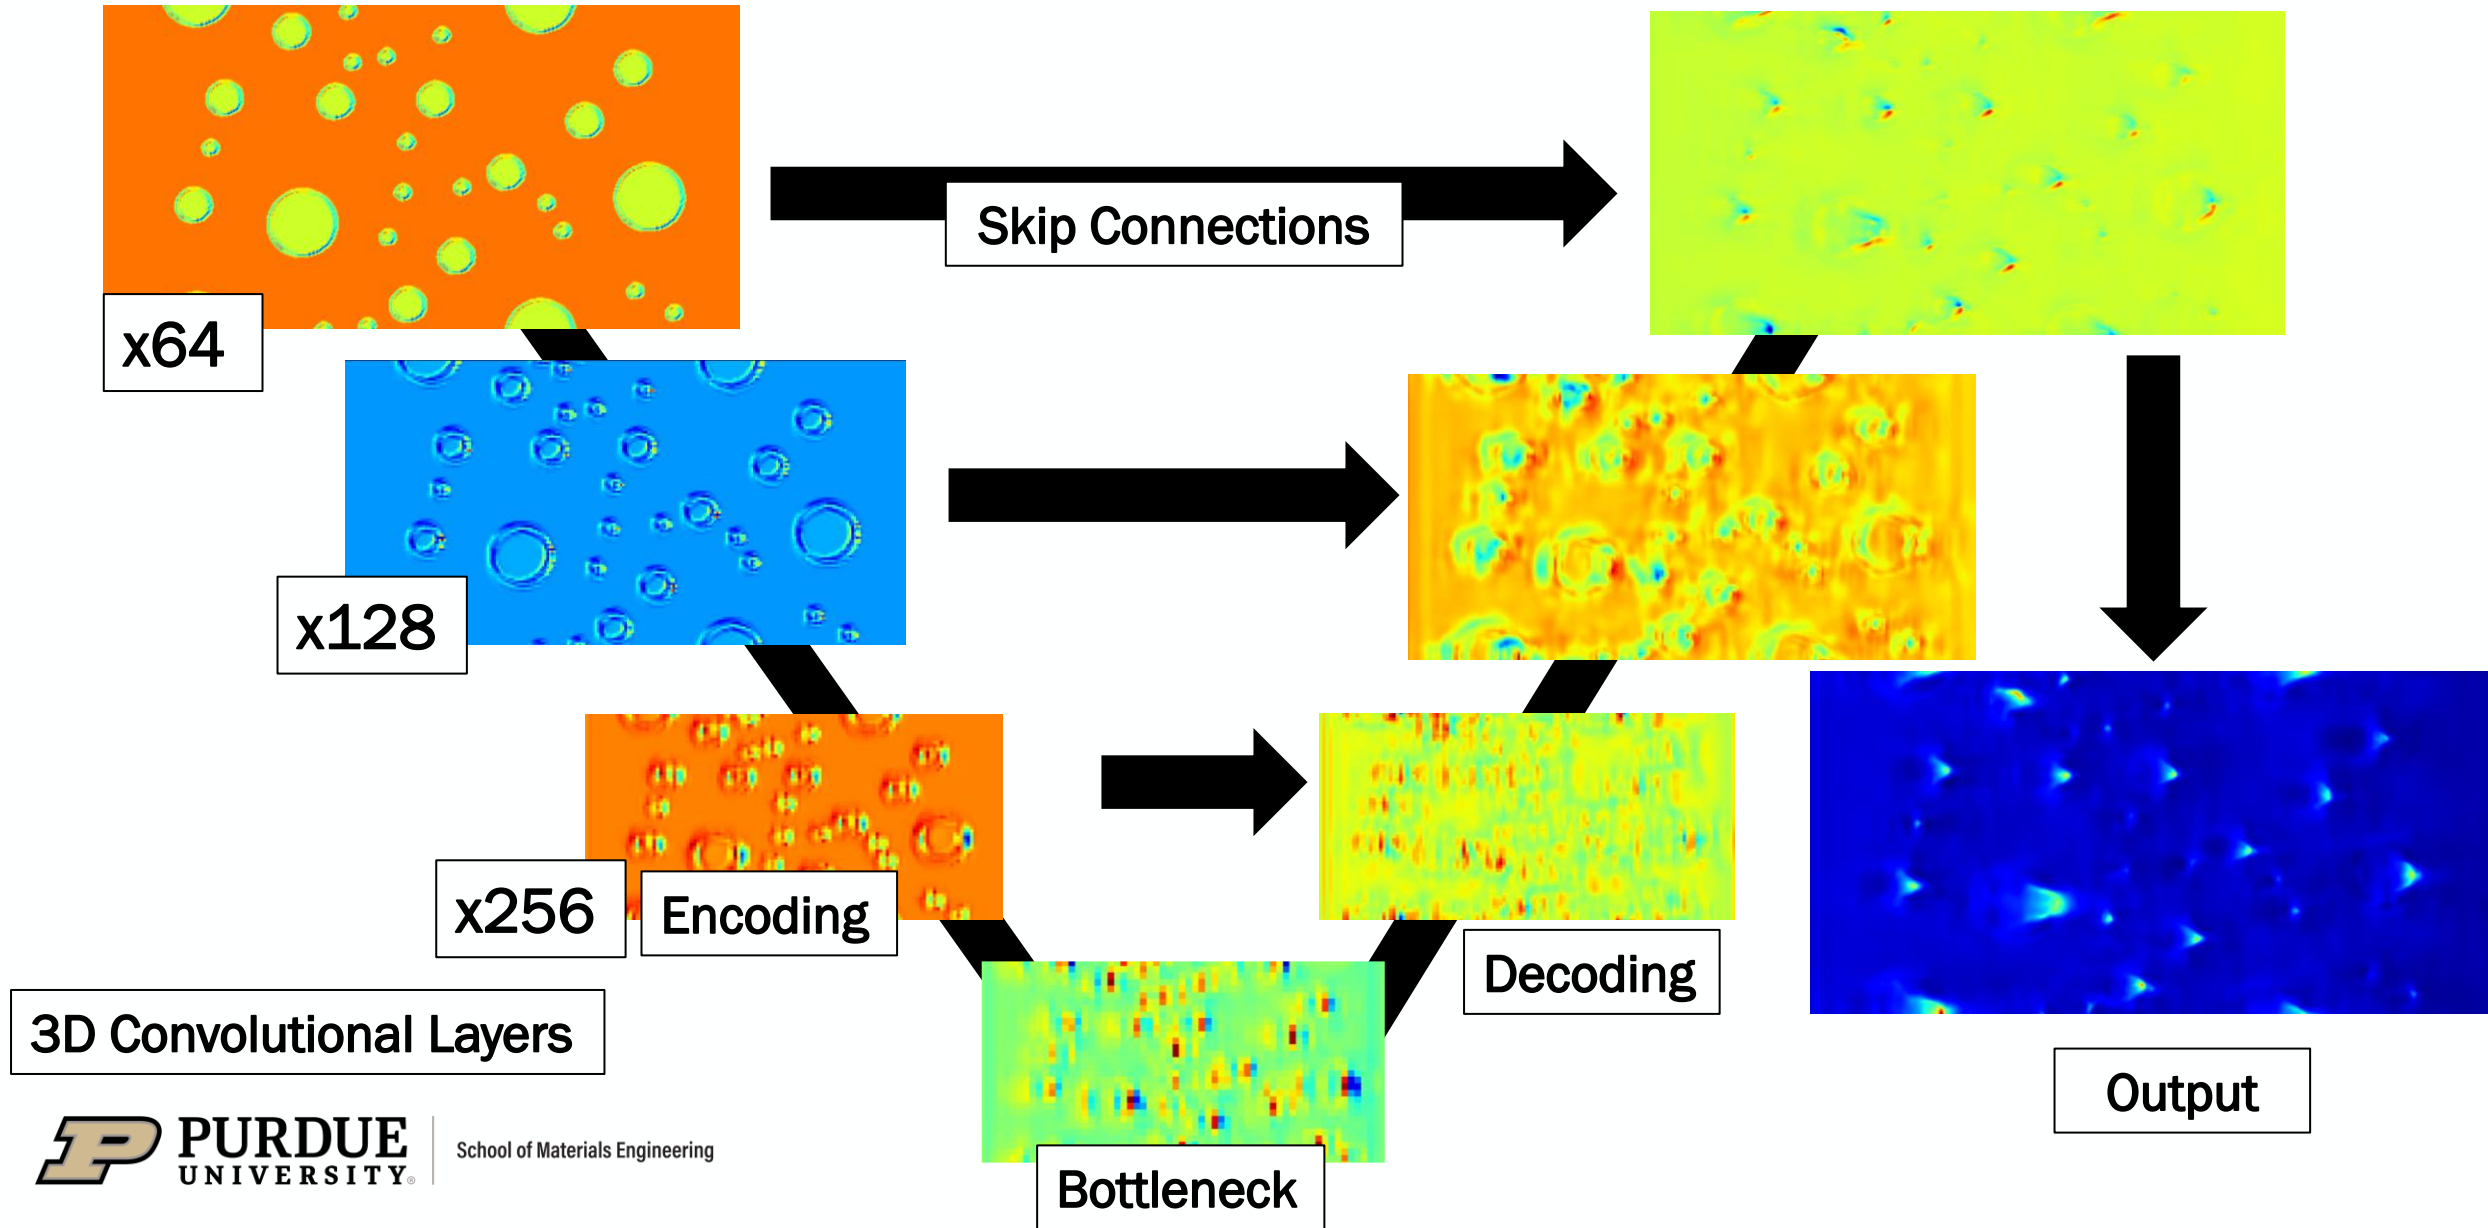 Skip Connections
x64
x128
x256
Encoding
Decoding
3D Convolutional Layers
Output
PURDUE
UNIVERSITY®
School of Materials Engineering
Bottleneck